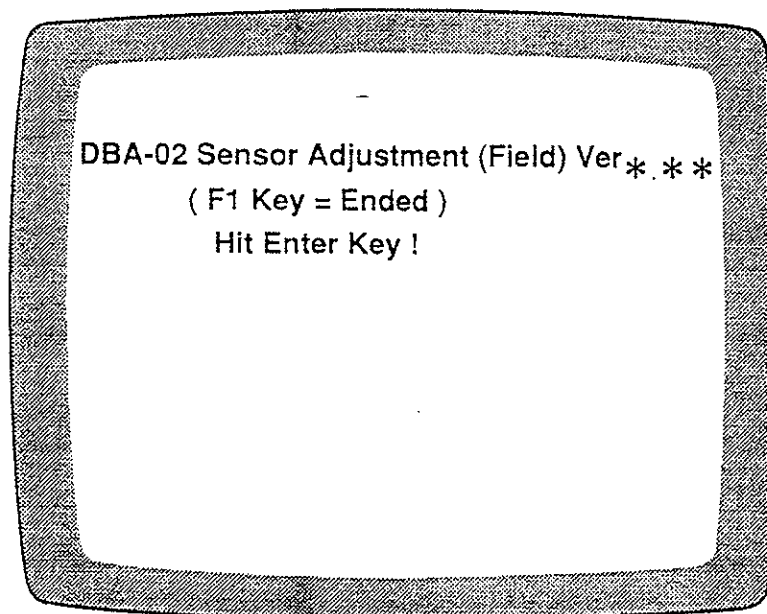 DBA-02 Sensor Adjustment (Field) Ver*.**
( F1 Key = Ended )
Hit Enter Key !